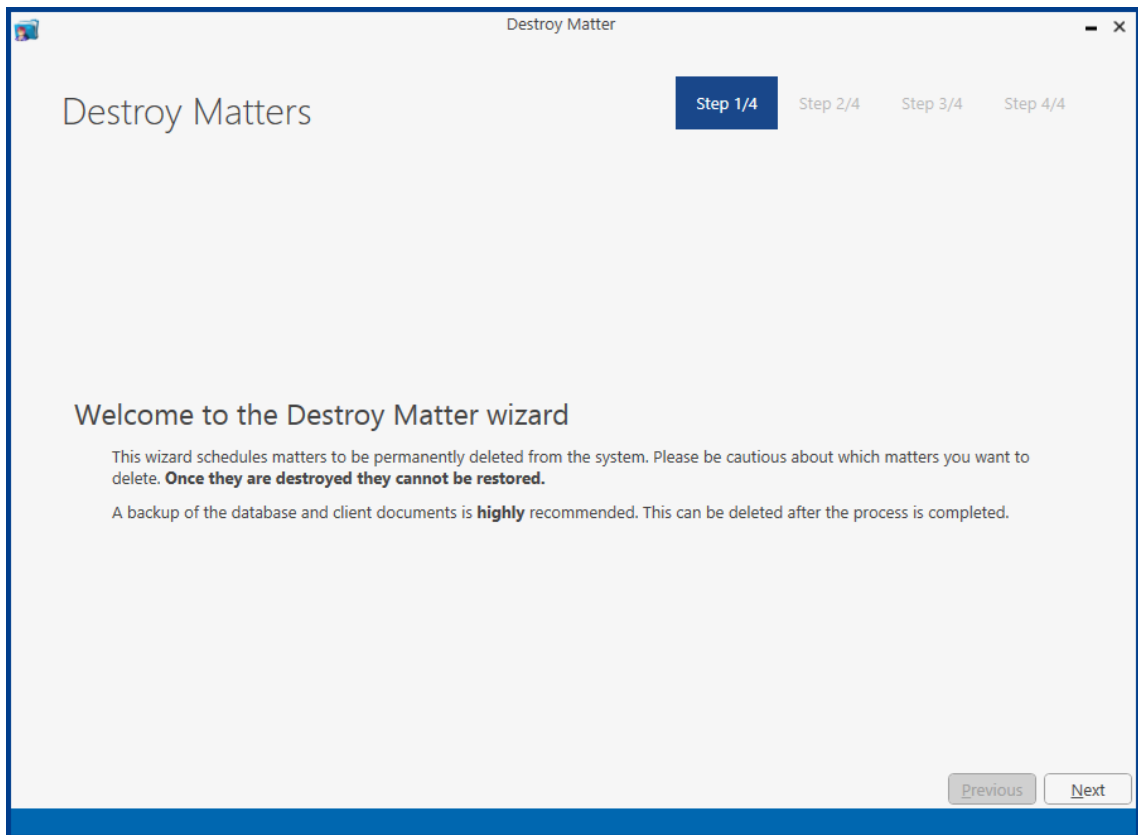 Destroy Matter
Destroy Matters
Step 1/4 Step 2/4 Step 3/4 Step 4/4
Welcome to the Destroy Matter wizard
This wizard schedules matters to be permanently deleted from the system. Please be cautious about which matters you want to
delete. Once they are destroyed they cannot be restored.
A backup of the database and client documents is highly recommended. This can be deleted after the process is completed.
Previous Next